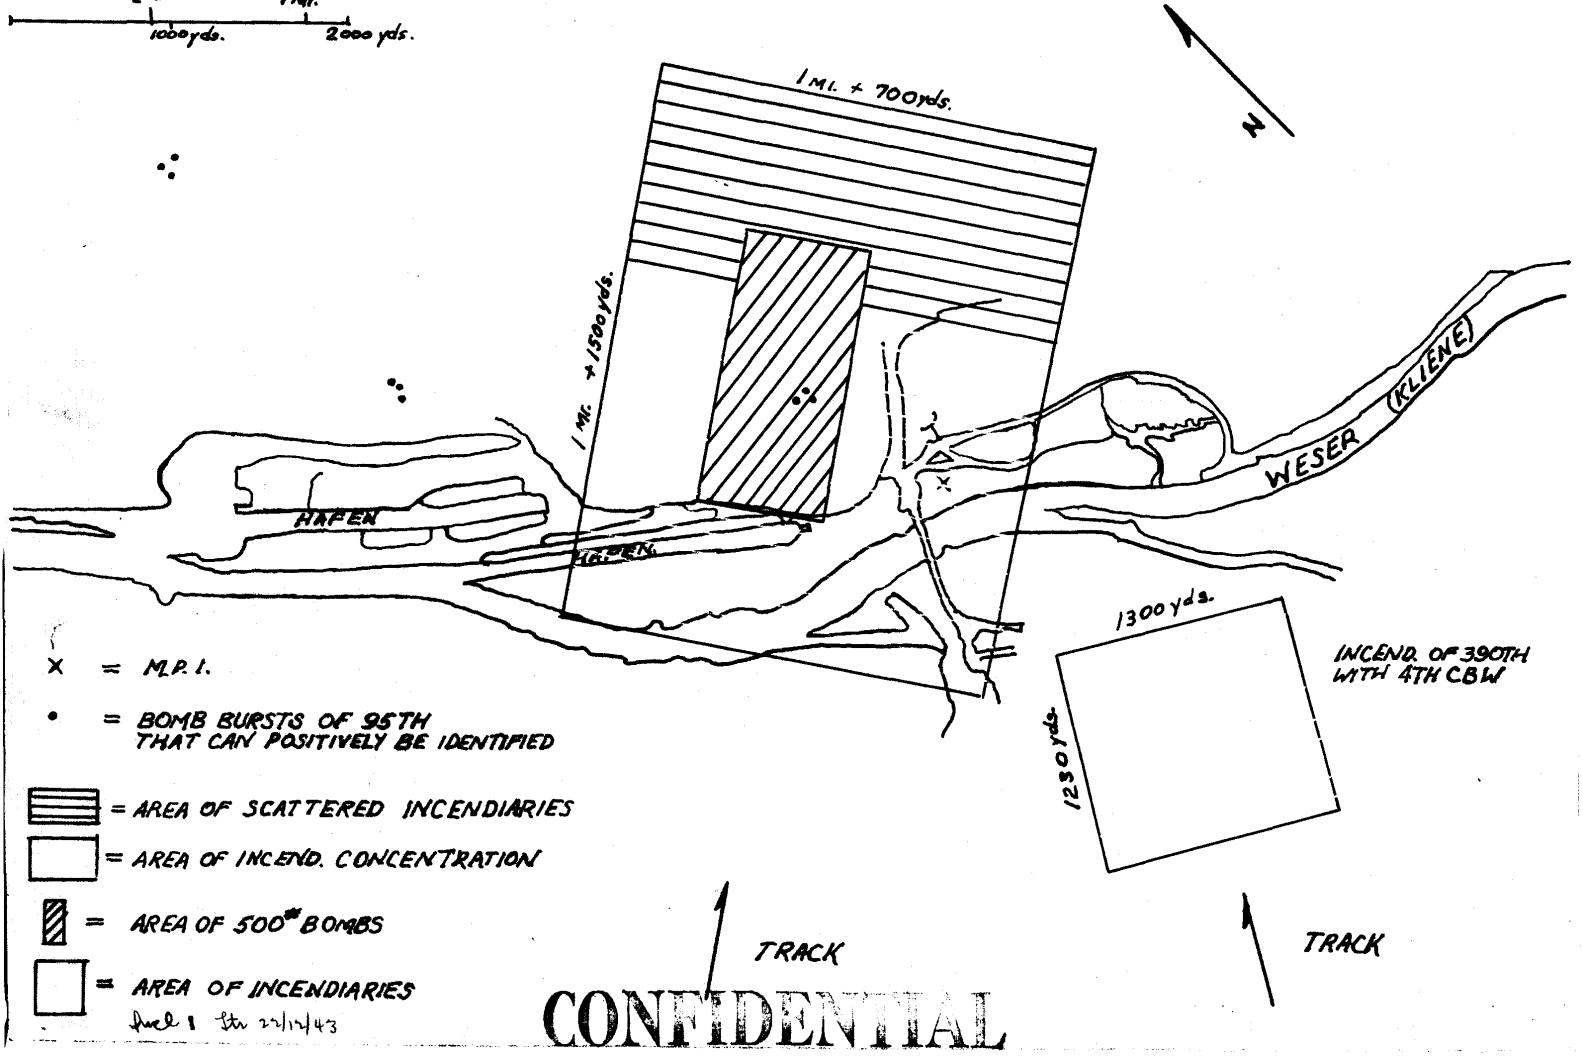 1 MI.
1000 yds.
2000 yds.
N
1 MI. + 700 yds.
1 MI. + 1500 yds.
WESER (KLIENE)
HAFEN
HAFEN.
1300 yds.
1230 yds.
INCEND. OF 390TH
WITH 4TH CBW
X = M.P.I.
• = BOMB BURSTS OF 95TH
THAT CAN POSITIVELY BE IDENTIFIED
= AREA OF SCATTERED INCENDIARIES
= AREA OF INCEND. CONCENTRATION
= AREA OF 500# BOMBS
= AREA OF INCENDIARIES
22/12/43
TRACK
TRACK
CONFIDENTIAL